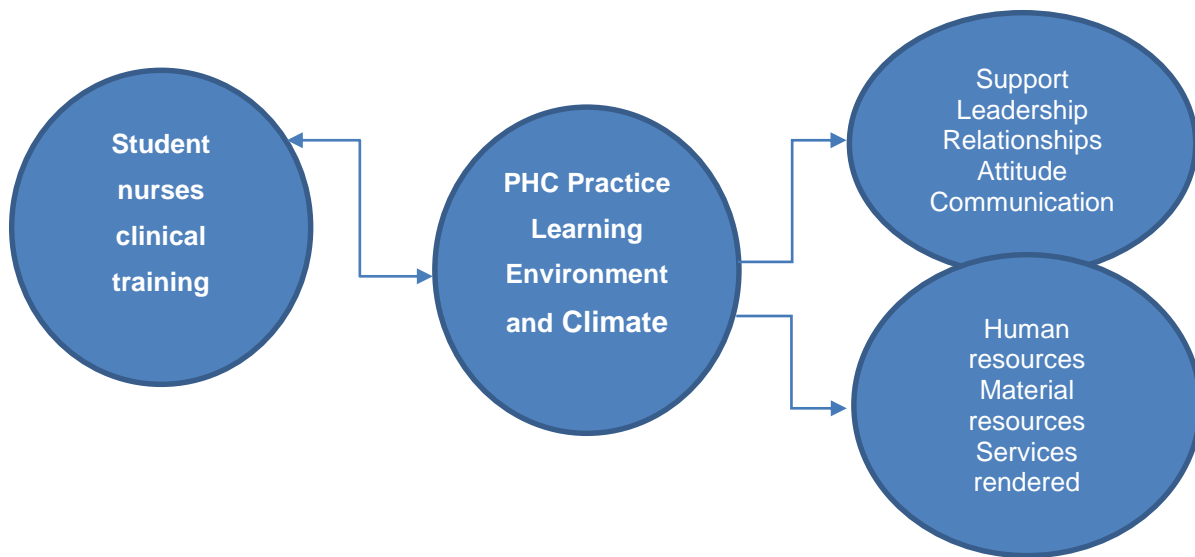 Student
nurses
clinical
training
PHC Practice
Learning
Environment
and Climate
Support
Leadership
Relationships
Attitude
Communication
Human
resources
Material
resources
Services
rendered